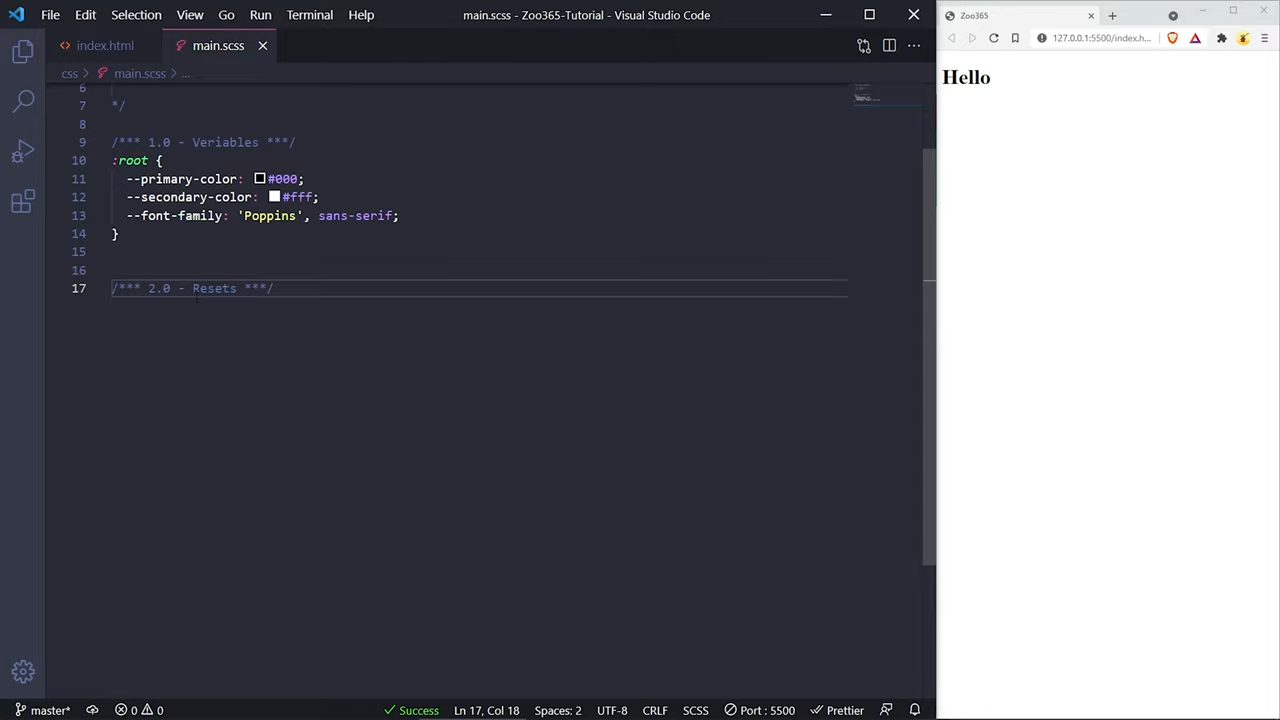 File Edit Selection View Go Run Terminal Help main.scss - Zoo365-Tutorial - Visual Studio Code
Zoo365
index.html main.scss
127.0.0.1:5500/index.h...
css main.scss ...
Hello
6
7 */
8
9 /*** 1.0 - Veriables ***/
10 :root {
11 --primary-color: #000;
12 --secondary-color: #fff;
13 --font-family: 'Poppins', sans-serif;
14 }
15
16
17 /*** 2.0 - Resets ***/
master* 0 0 Success Ln 17, Col 18 Spaces: 2 UTF-8 CRLF SCSS Port : 5500 Prettier